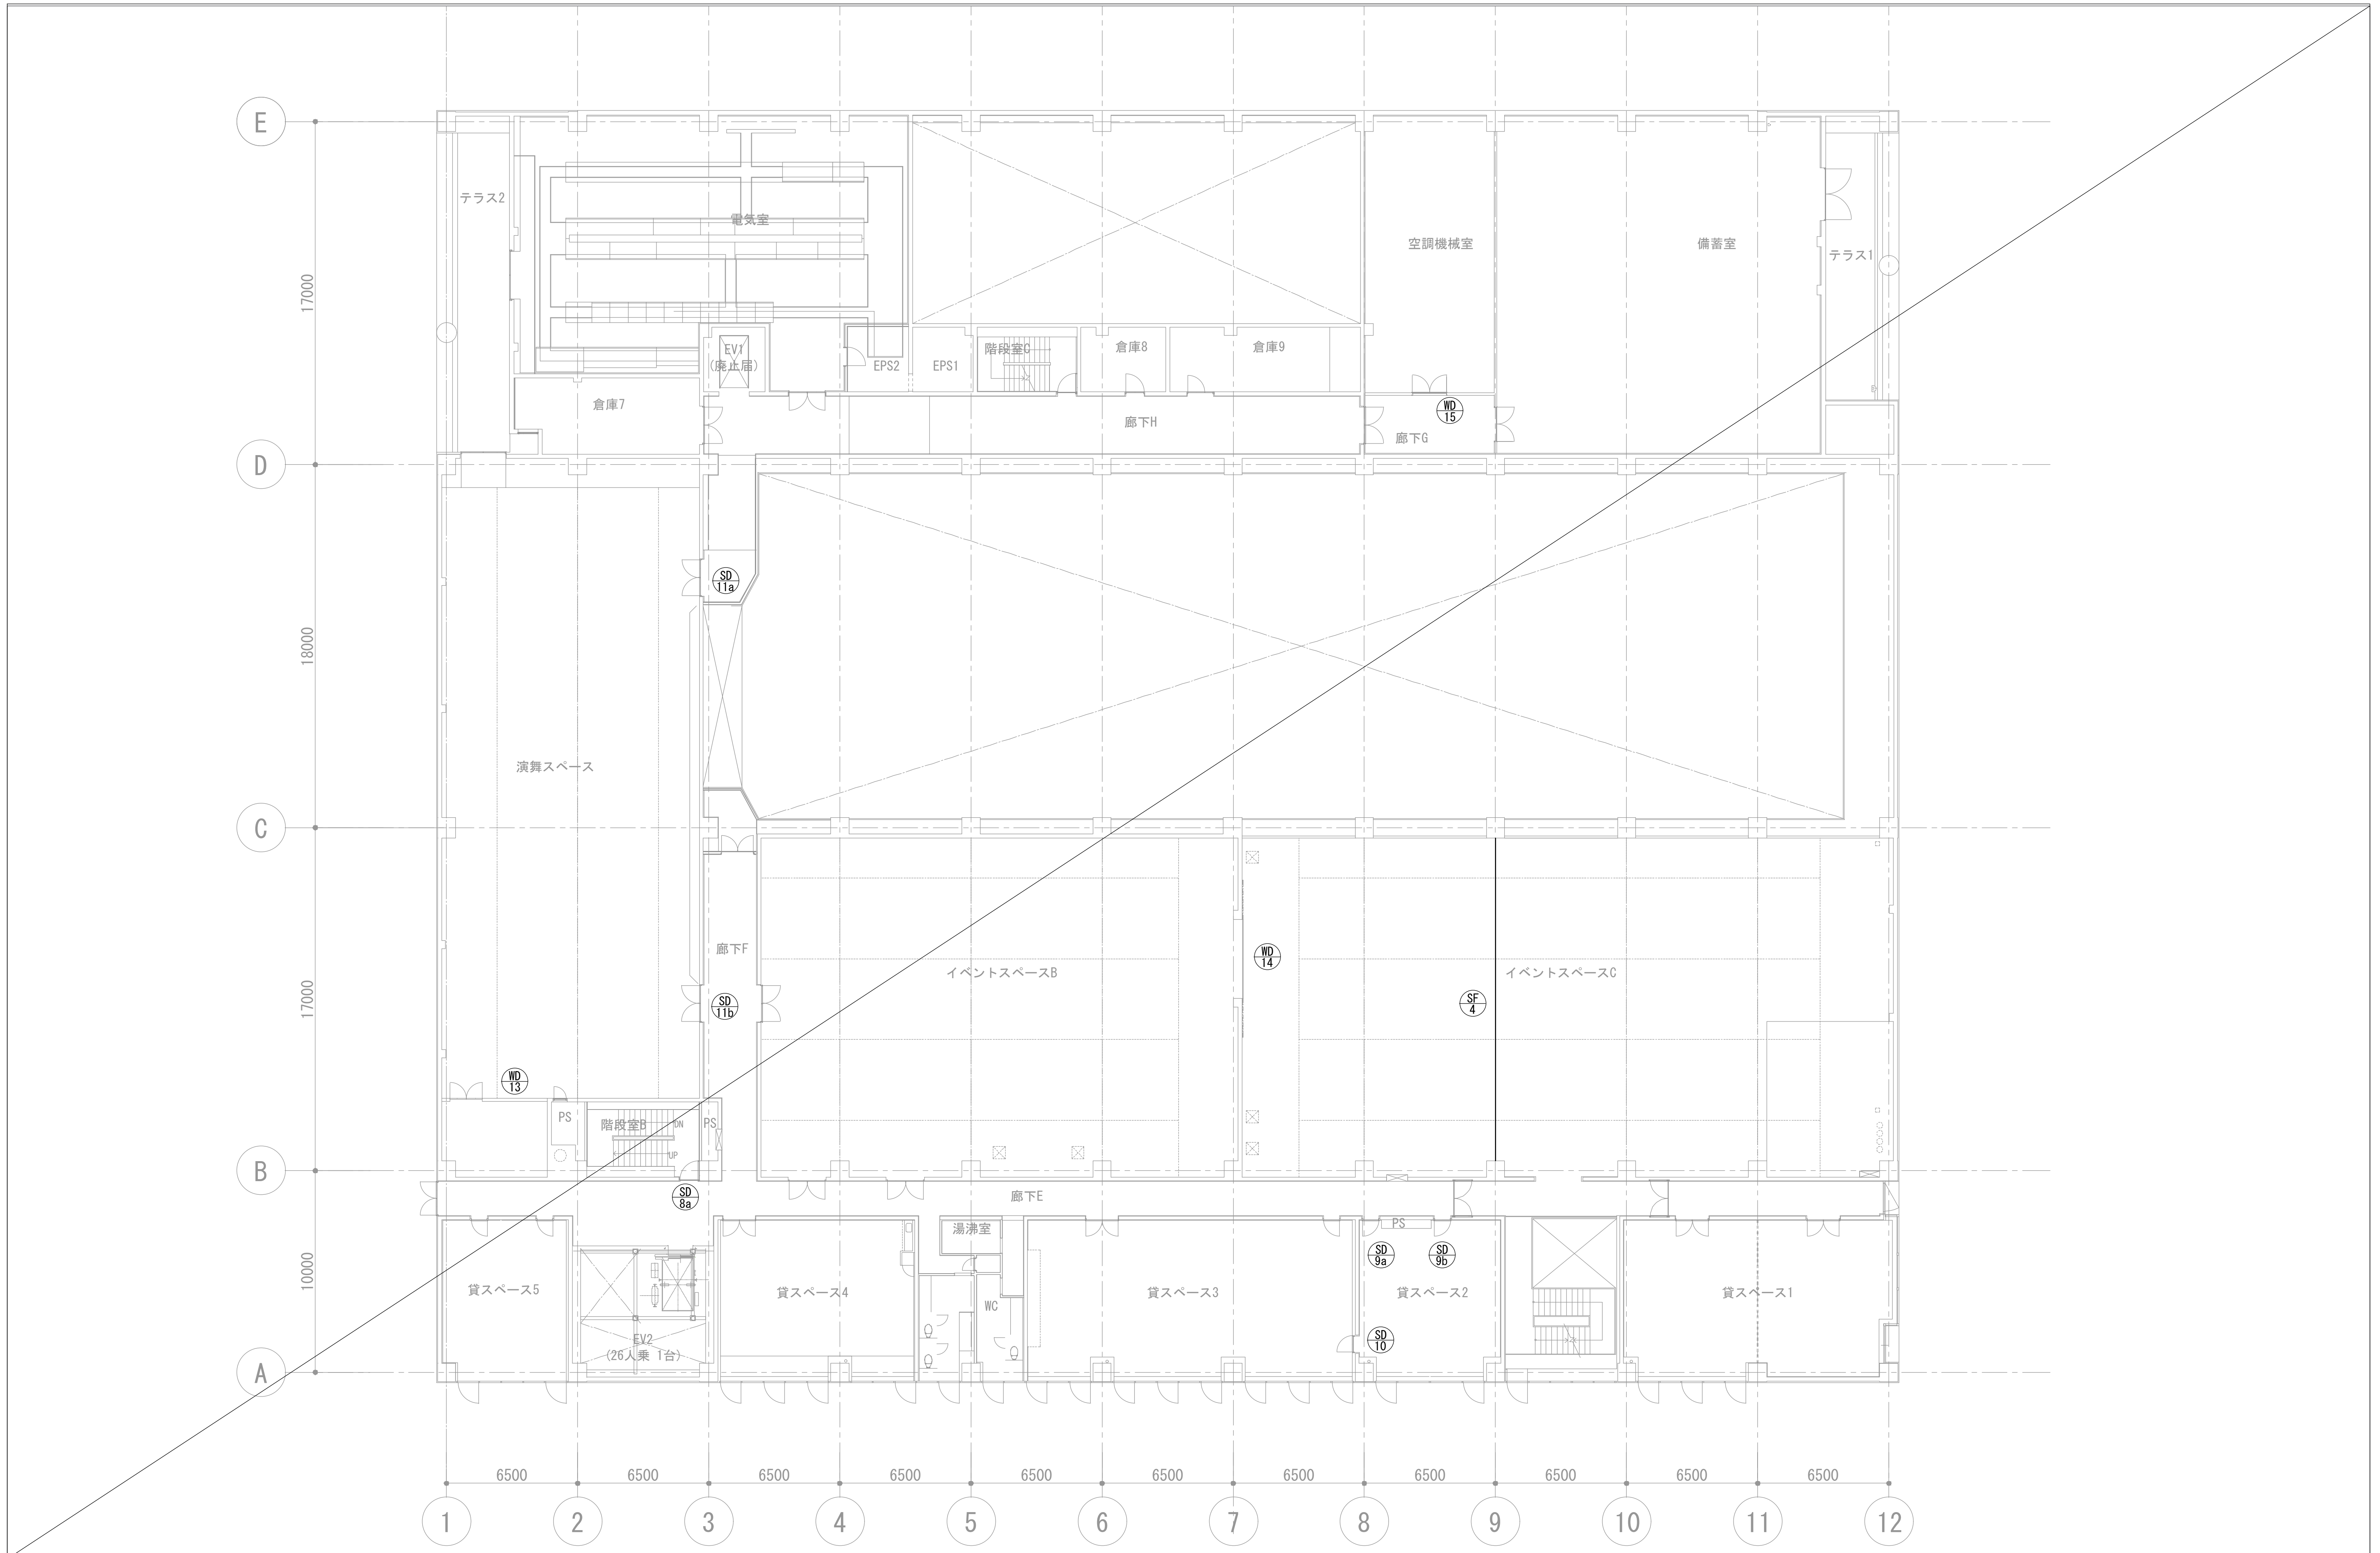 E
テラス2
電気室
空調機械室
備蓄室
テラス1
17000
EV1
(廃止届)
EPS2
EPS1
階段室C
倉庫8
倉庫9
倉庫7
WD
15
廊下H
廊下G
D
SD
11a
18000
演舞スペース
C
廊下F
イベントスペースB
WD
14
イベントスペースC
17000
SD
11b
SF
4
WD
13
PS
階段室B
DN
PS
UP
B
SD
8a
廊下E
湯沸室
PS
SD
9a
SD
9b
10000
貸スペース5
貸スペース4
WC
貸スペース3
貸スペース2
貸スペース1
EV2
(26人乗 1台)
SD
10
A
6500 6500 6500 6500 6500 6500 6500 6500 6500 6500 6500
1 2 3 4 5 6 7 8 9 10 11 12